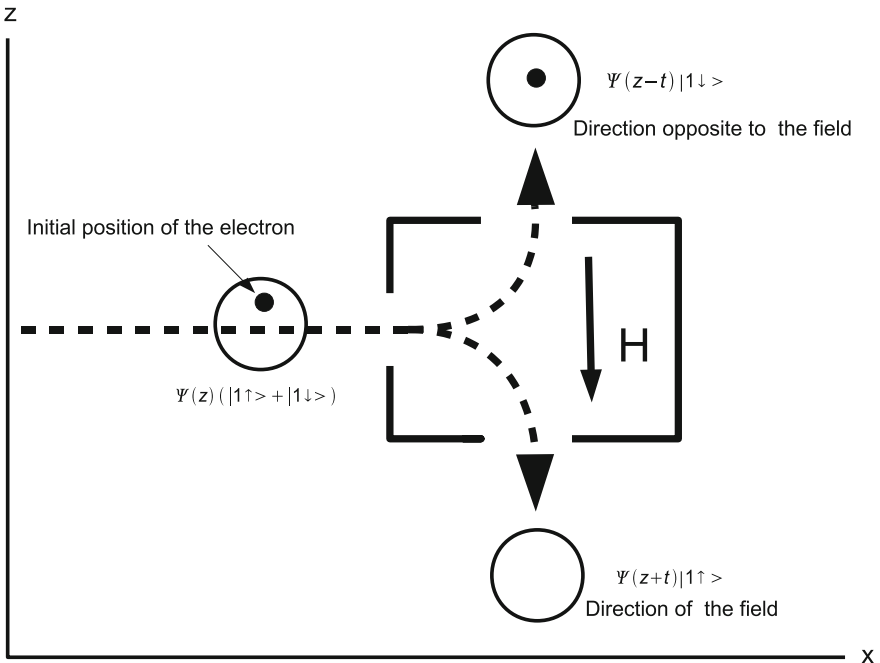 z
Ψ(z−t)|1↓ >
Direction opposite to the field
Initial position of the electron
H
Ψ(z)(|1↑> + |1↓>)
Ψ(z+t)|1↑ >
Direction of the field
x